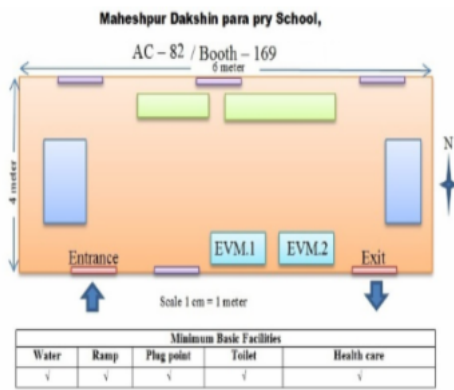 Maheshpur Dakshin para pry School,
AC – 82 / Booth – 169
6 meter
4 meter
N
EVM.1 EVM.2
Entrance Exit
Scale 1 cm = 1 meter
Minimum Basic Facilities
Water Ramp Plug point Toilet Health care
√ √ √ √ √